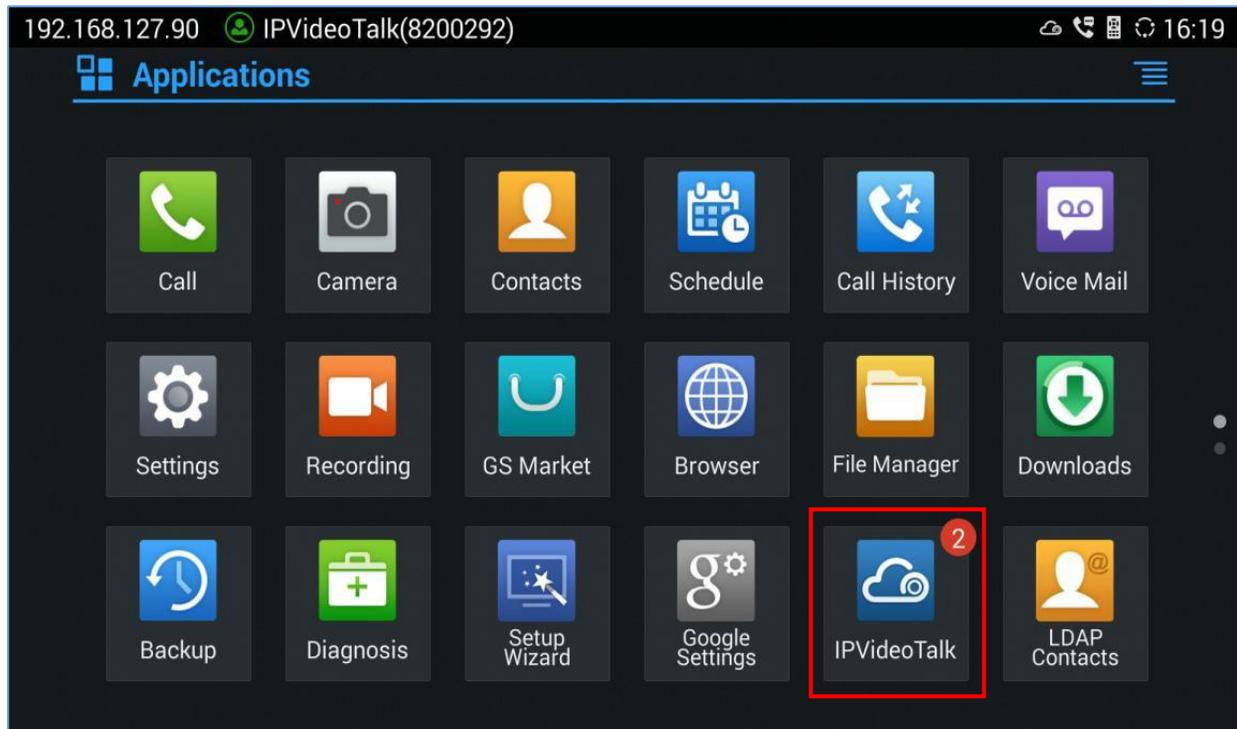 192.168.127.90 IPVideoTalk(8200292) 16:19
Applications
Call Camera Contacts Schedule Call History Voice Mail
Settings Recording GS Market Browser File Manager Downloads
2
Backup Diagnosis Setup Wizard Google Settings IPVideoTalk LDAP Contacts